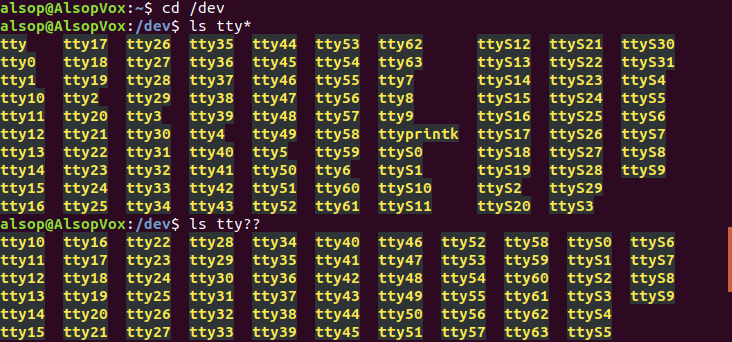 alsop@AlsopVox:~$ cd /dev
alsop@AlsopVox:/dev$ ls tty*
tty tty17 tty26 tty35 tty44 tty53 tty62 ttyS12 ttyS21 ttyS30
tty0 tty18 tty27 tty36 tty45 tty54 tty63 ttyS13 ttyS22 ttyS31
tty1 tty19 tty28 tty37 tty46 tty55 tty7 ttyS14 ttyS23 ttyS4
tty10 tty2 tty29 tty38 tty47 tty56 tty8 ttyS15 ttyS24 ttyS5
tty11 tty20 tty3 tty39 tty48 tty57 tty9 ttyS16 ttyS25 ttyS6
tty12 tty21 tty30 tty4 tty49 tty58 ttyprintk ttyS17 ttyS26 ttyS7
tty13 tty22 tty31 tty40 tty5 tty59 ttyS0 ttyS18 ttyS27 ttyS8
tty14 tty23 tty32 tty41 tty50 tty6 ttyS1 ttyS19 ttyS28 ttyS9
tty15 tty24 tty33 tty42 tty51 tty60 ttyS10 ttyS2 ttyS29
tty16 tty25 tty34 tty43 tty52 tty61 ttyS11 ttyS20 ttyS3
alsop@AlsopVox:/dev$ ls tty??
tty10 tty16 tty22 tty28 tty34 tty40 tty46 tty52 tty58 ttyS0 ttyS6
tty11 tty17 tty23 tty29 tty35 tty41 tty47 tty53 tty59 ttyS1 ttyS7
tty12 tty18 tty24 tty30 tty36 tty42 tty48 tty54 tty60 ttyS2 ttyS8
tty13 tty19 tty25 tty31 tty37 tty43 tty49 tty55 tty61 ttyS3 ttyS9
tty14 tty20 tty26 tty32 tty38 tty44 tty50 tty56 tty62 ttyS4
tty15 tty21 tty27 tty33 tty39 tty45 tty51 tty57 tty63 ttyS5